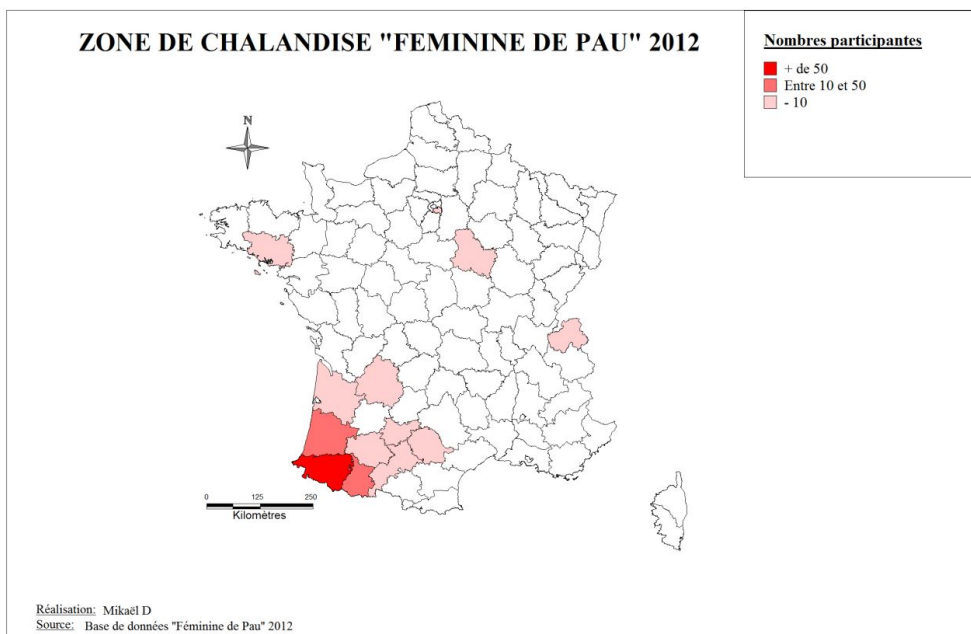 ZONE DE CHALANDISE "FEMININE DE PAU" 2012
Nombres participantes
+ de 50
Entre 10 et 50
- 10
N
0 125 250
Kilomètres
Réalisation: Mikaël D
Source: Base de données "Féminine de Pau" 2012